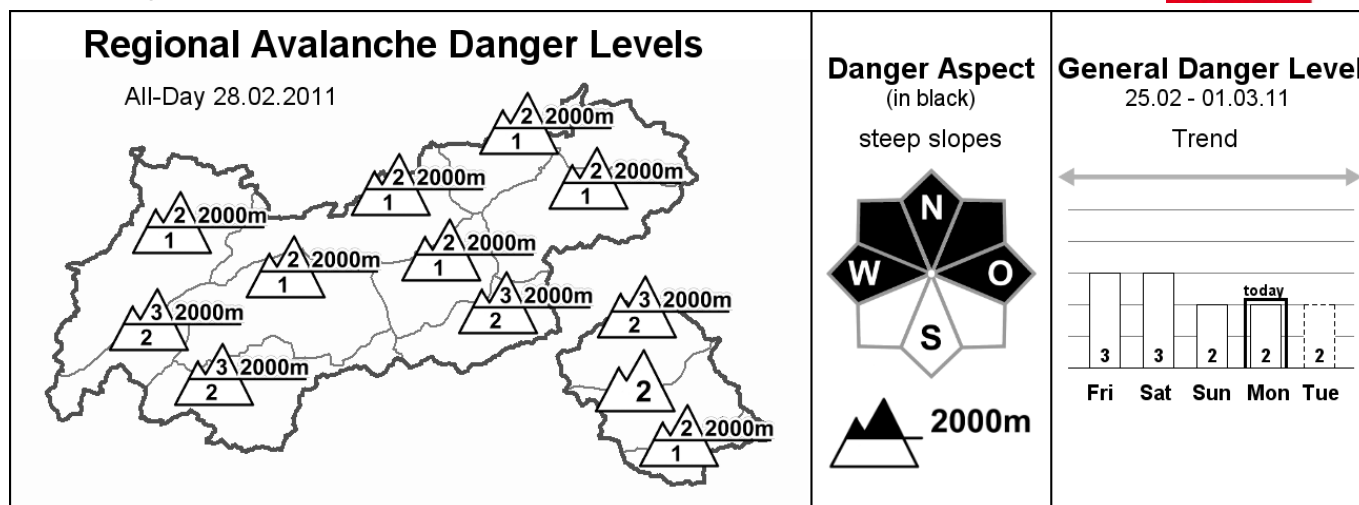 Regional Avalanche Danger Levels
All-Day 28.02.2011
2 2000m
1
2 2000m
1
2 2000m
1
2 2000m
1
2 2000m
1
2 2000m
1
3 2000m
2
3 2000m
2
3 2000m
2
3 2000m
2
2
2 2000m
1
Danger Aspect
(in black)
steep slopes
N
W O
S
2000m
General Danger Level
25.02 - 01.03.11
Trend
today
3 3 2 2 2
Fri Sat Sun Mon Tue